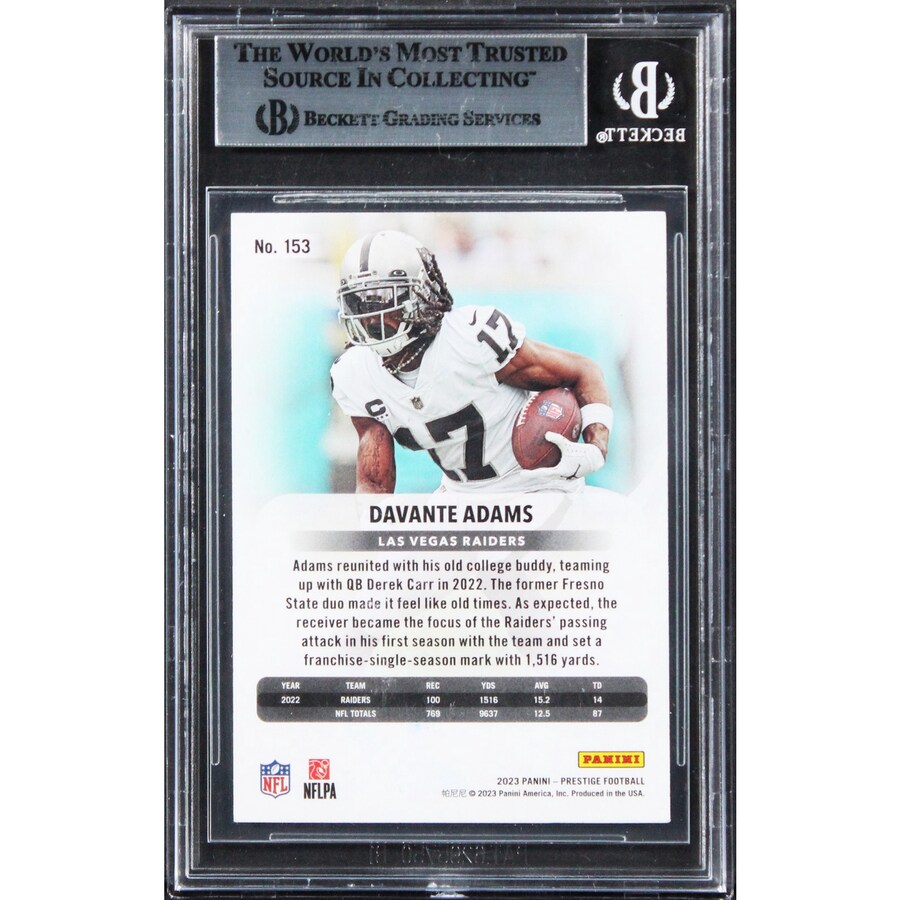 THE WORLD'S MOST TRUSTED
SOURCE IN COLLECTING™
B BECKETT GRADING SERVICES
B
BECKETT®
No. 153
17
C 17
NFL
DAVANTE ADAMS
LAS VEGAS RAIDERS
Adams reunited with his old college buddy, teaming
up with QB Derek Carr in 2022. The former Fresno
State duo made it feel like old times. As expected, the
receiver became the focus of the Raiders' passing
attack in his first season with the team and set a
franchise-single-season mark with 1,516 yards.
YEAR TEAM REC YDS AVG TD
2022 RAIDERS 100 1516 15.2 14
NFL TOTALS 769 9637 12.5 87
PANINI
2023 PANINI – PRESTIGE FOOTBALL
帕尼尼 © 2023 Panini America, Inc. Produced in the USA.
NFL NFLPA